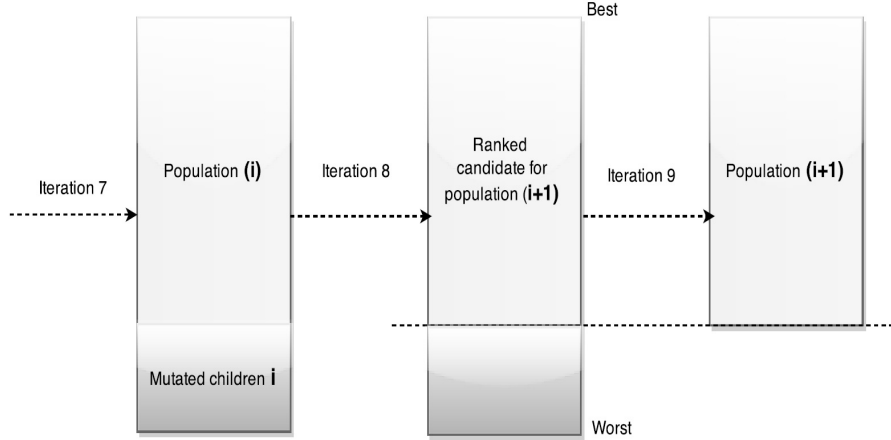 Best
Iteration 7
Population (i)
Iteration 8
Ranked
candidate for
population (i+1)
Iteration 9
Population (i+1)
Mutated children i
Worst